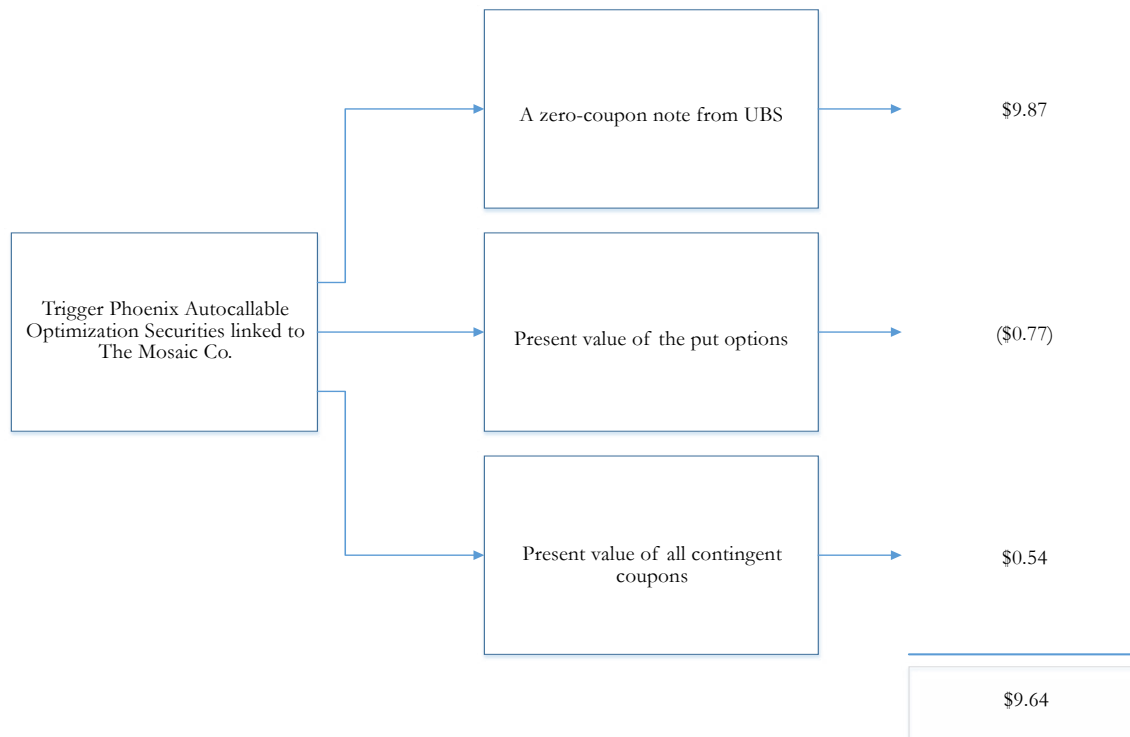 A zero-coupon note from UBS
$9.87
Trigger Phoenix Autocallable
Optimization Securities linked to
The Mosaic Co.
Present value of the put options
($0.77)
Present value of all contingent
coupons
$0.54
$9.64